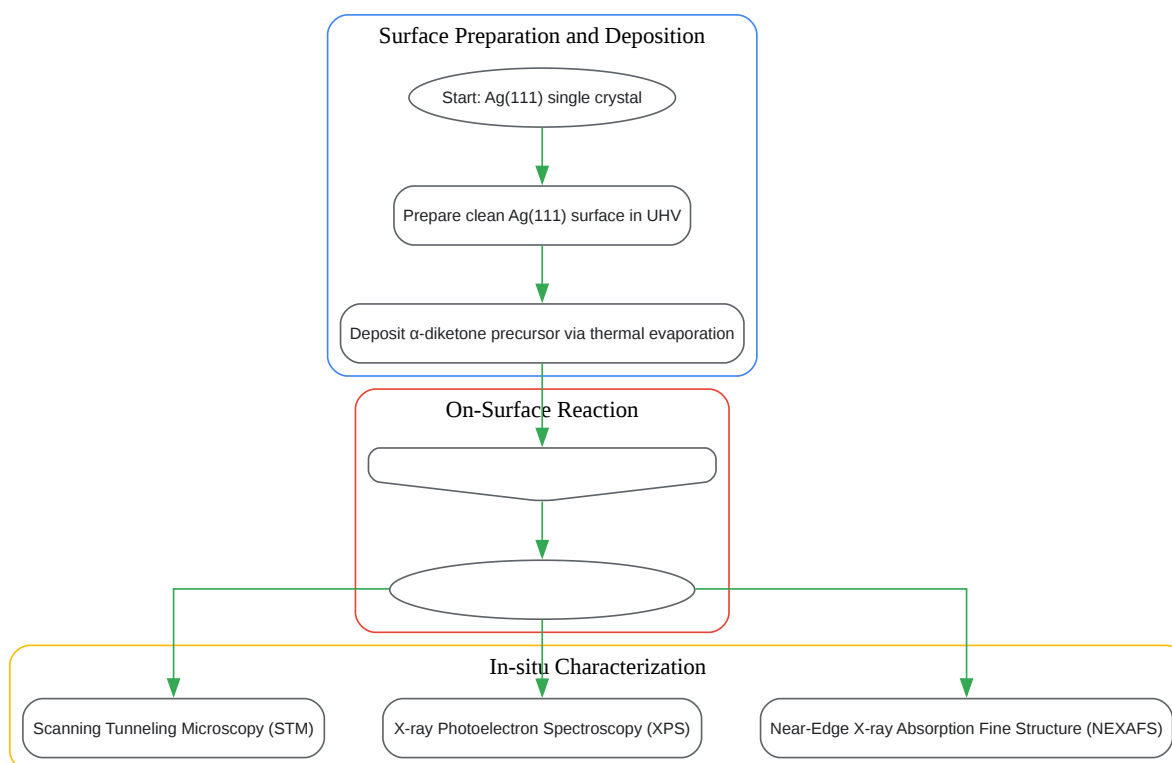 Surface Preparation and Deposition
Start: Ag(111) single crystal
Prepare clean Ag(111) surface in UHV
Deposit α-diketone precursor via thermal evaporation
On-Surface Reaction
In-situ Characterization
Scanning Tunneling Microscopy (STM)
X-ray Photoelectron Spectroscopy (XPS)
Near-Edge X-ray Absorption Fine Structure (NEXAFS)